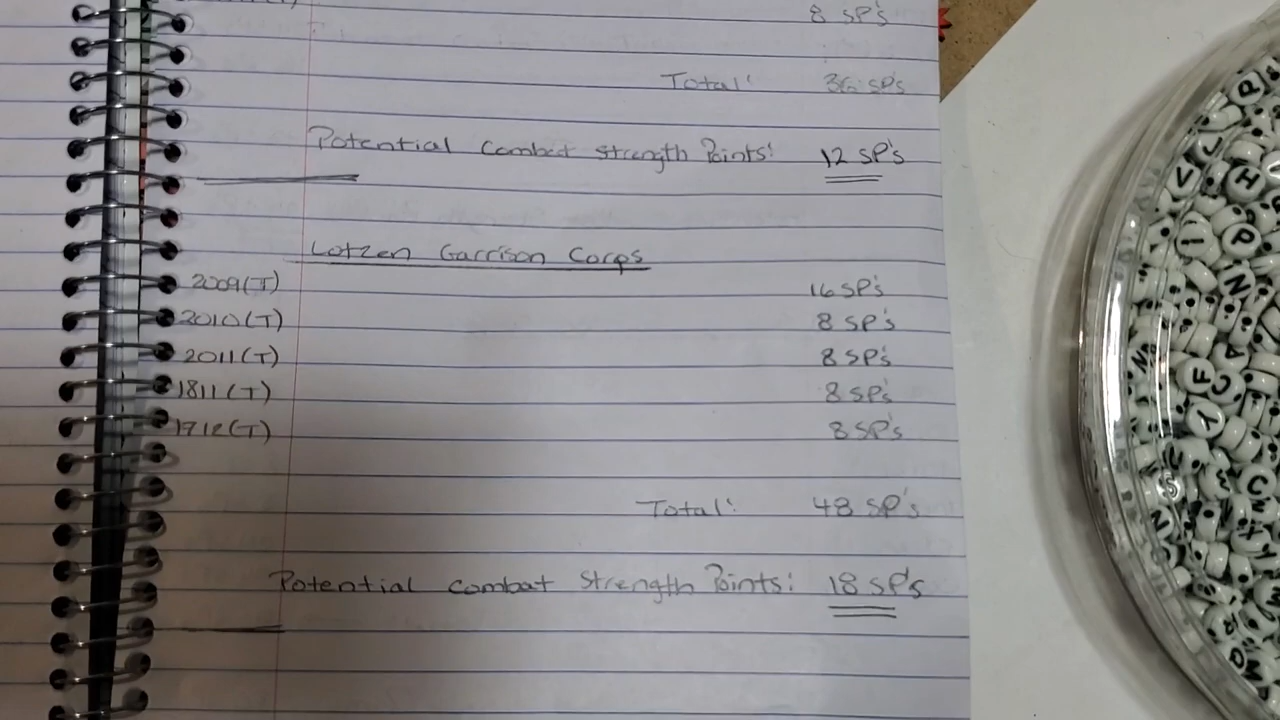 8 SP's
Total: 36 SP's
Potential Combat Strength Points: 12 SP's
Lotzen Garrison Corps
2009(T) 16 SP's
2010(T) 8 SP's
2011(T) 8 SP's
1811(T) 8 SP's
1912(T) 8 SP's
Total: 48 SP's
Potential Combat Strength Points: 18 SP's